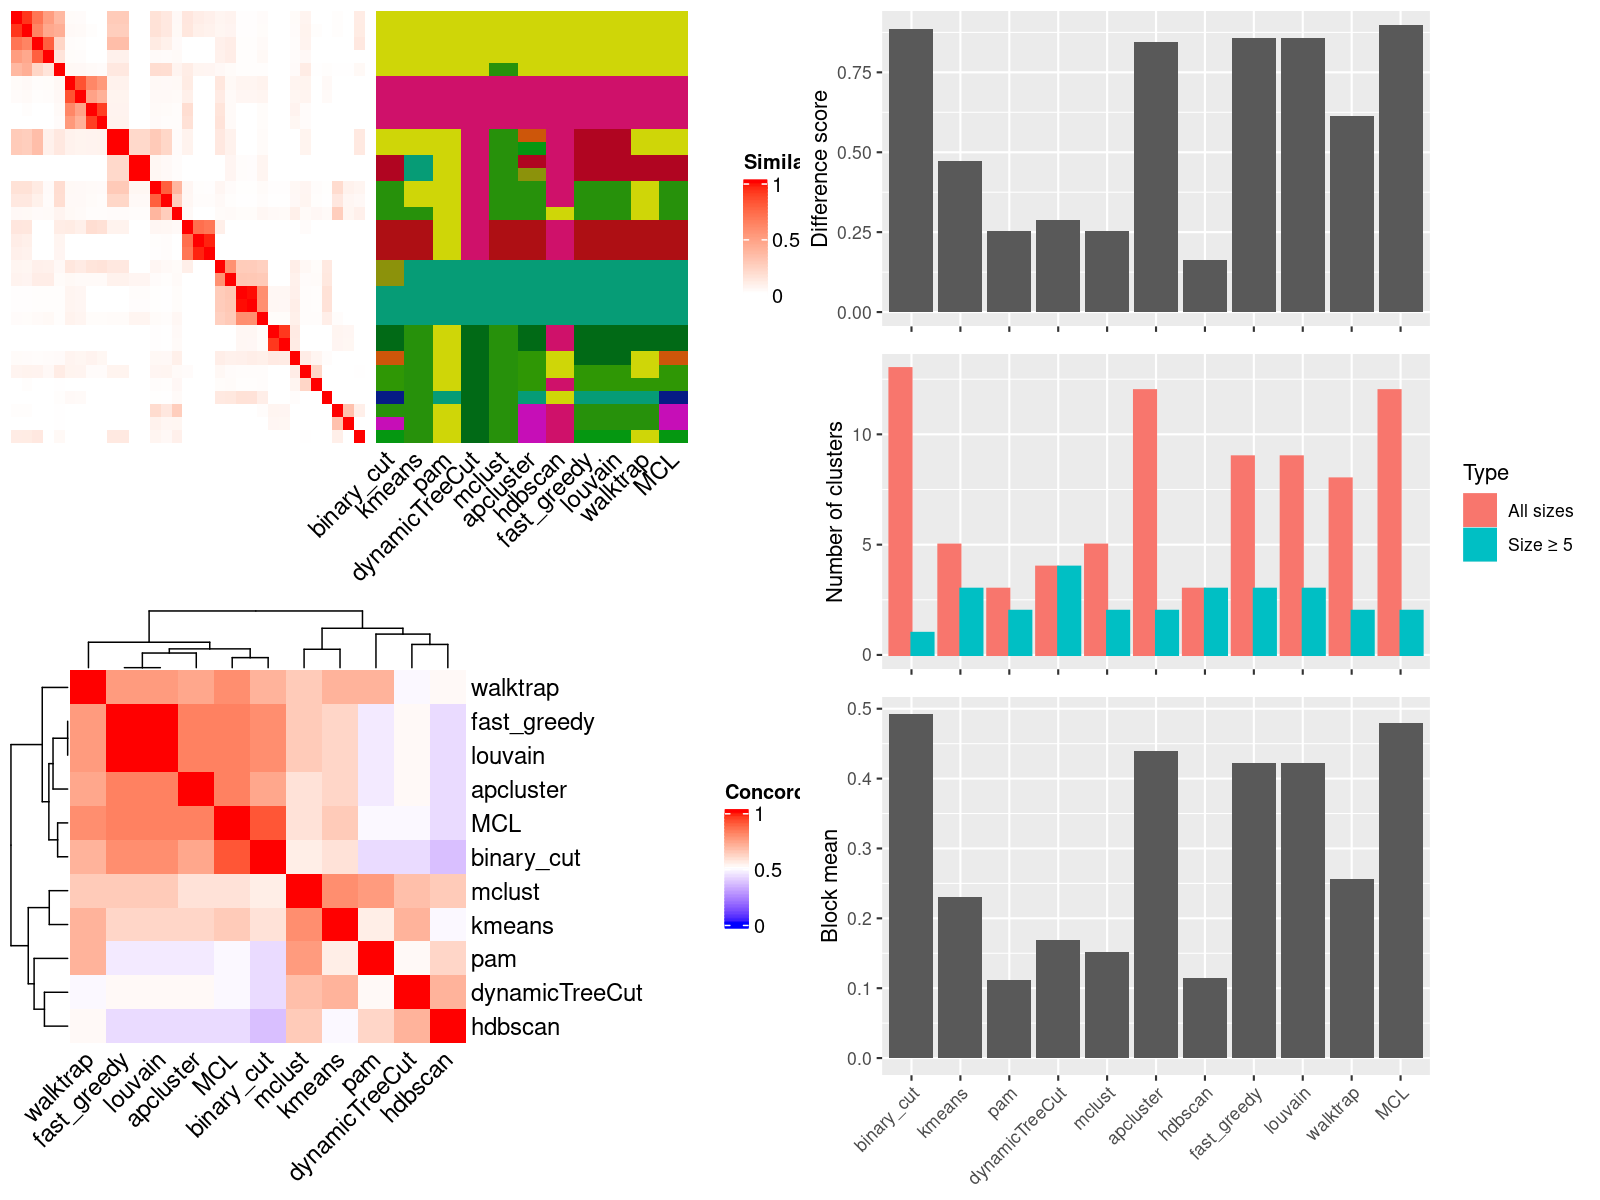 Simila
1
0.5
0
binary_cut
kmeans
pam
dynamicTreeCut
mclust
apcluster
hdbscan
fast_greedy
louvain
walktrap
MCL
walktrap
fast_greedy
louvain
apcluster
MCL
binary_cut
mclust
kmeans
pam
dynamicTreeCut
hdbscan
walktrap
fast_greedy
louvain
apcluster
MCL
binary_cut
mclust
kmeans
pam
dynamicTreeCut
hdbscan
Concord
1
0.5
0
Difference score
0.75
0.50
0.25
0.00
Number of clusters
10
5
0
Type
All sizes
Size ≥ 5
Block mean
0.5
0.4
0.3
0.2
0.1
0.0
binary_cut
kmeans
pam
dynamicTreeCut
mclust
apcluster
hdbscan
fast_greedy
louvain
walktrap
MCL